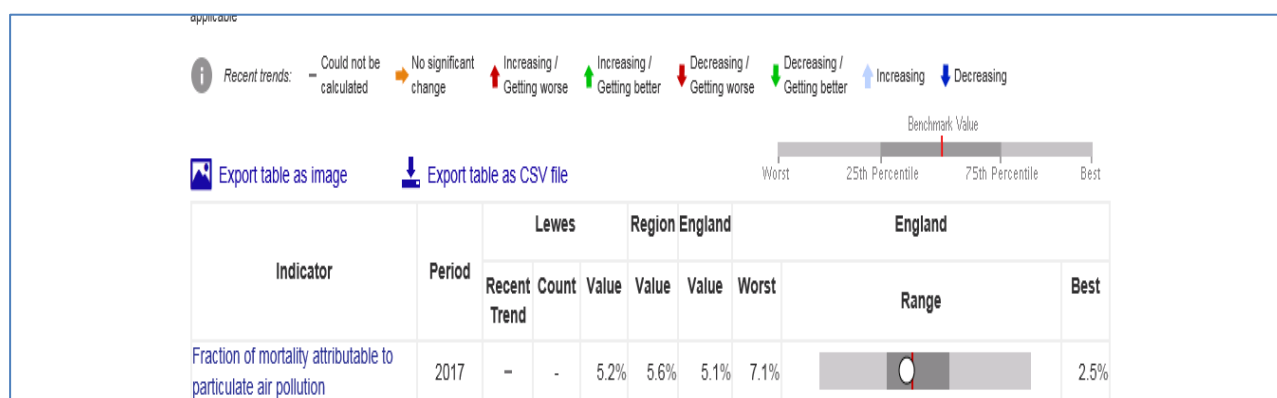 applicable
Recent trends: – Could not be calculated No significant change Increasing / Getting worse Increasing / Getting better Decreasing / Getting worse Decreasing / Getting better Increasing Decreasing
Benchmark Value
Export table as image Export table as CSV file
Worst 25th Percentile 75th Percentile Best
Lewes Region England England
Indicator Period Recent Trend Count Value Value Value Worst Range Best
Fraction of mortality attributable to particulate air pollution 2017 – - 5.2% 5.6% 5.1% 7.1% 2.5%